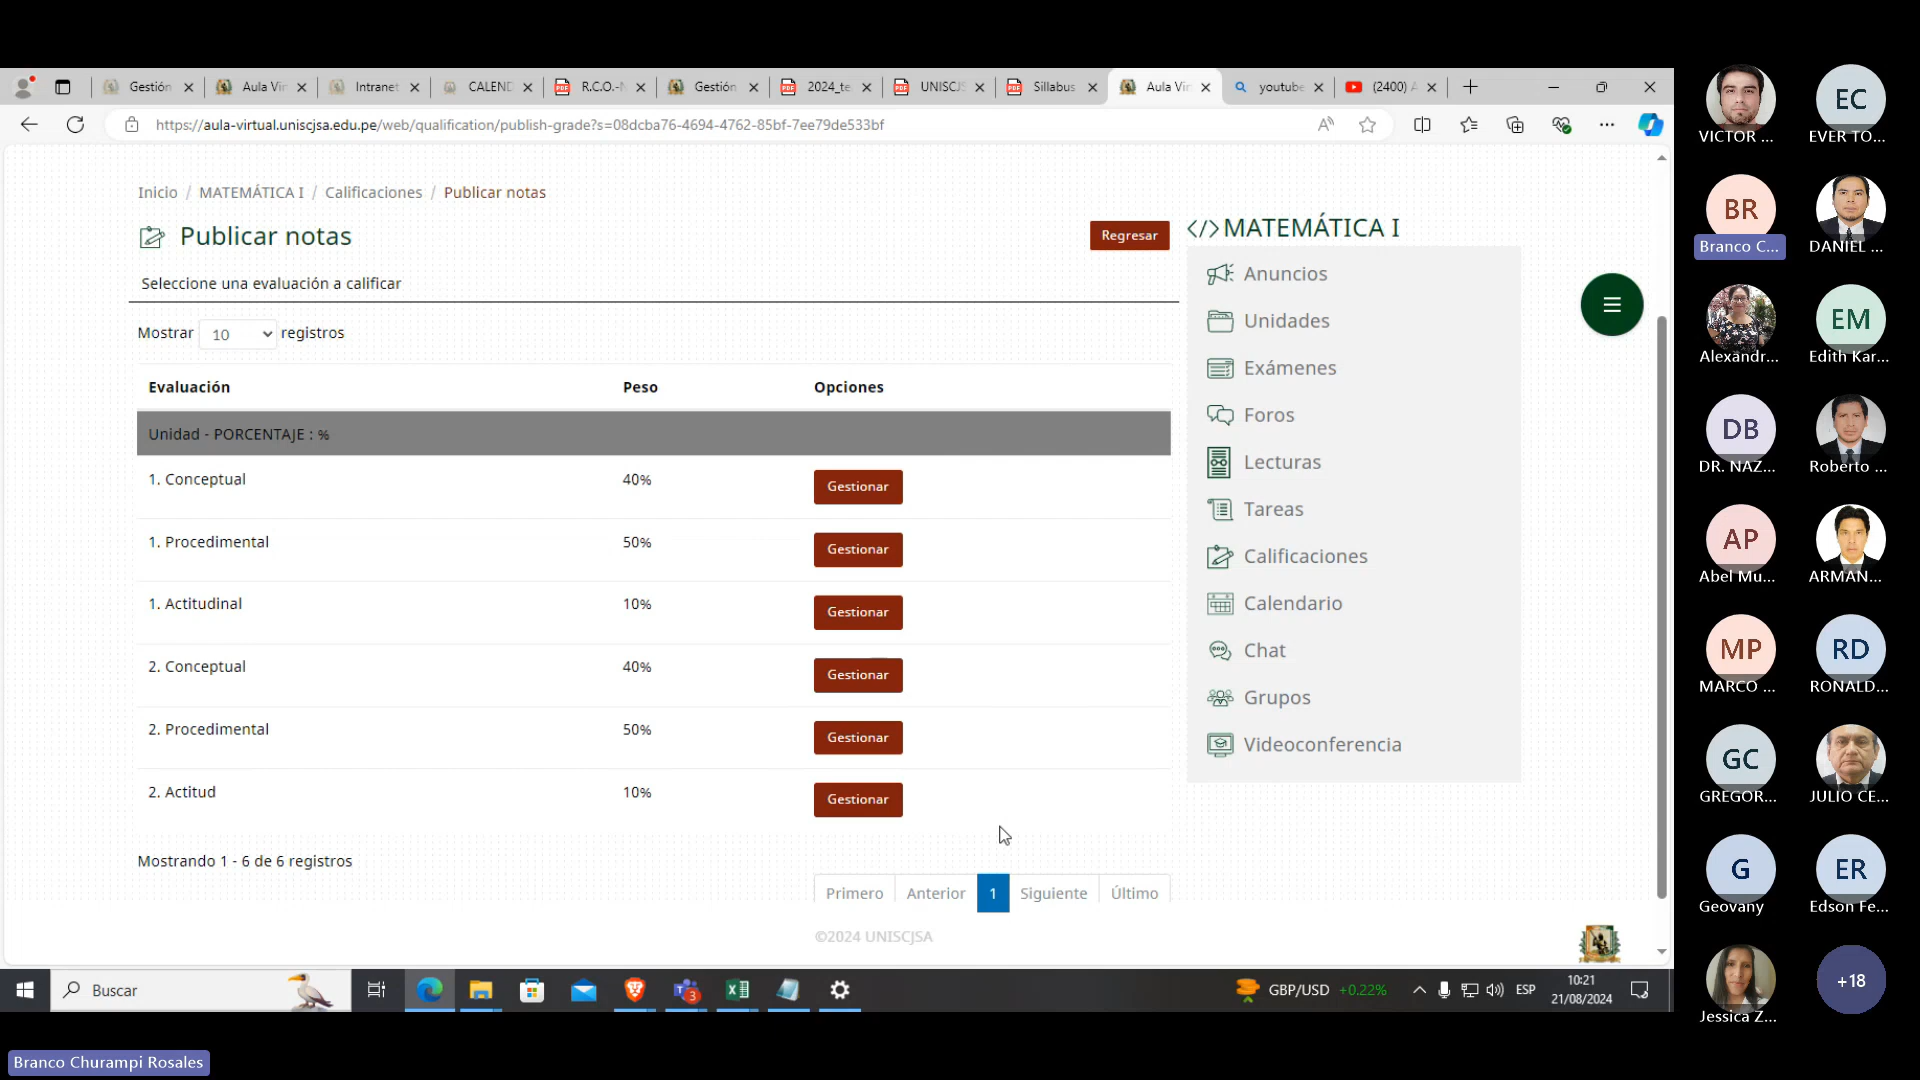 Gestión
Aula Vir
Intranet
CALEND
R.C.O.-
Gestión
2024_te.
UNISCJS
Sillabus
Aula Vir
youtube
(2400)
https://aula-virtual.uniscjsa.edu.pe/web/qualification/publish-grade?s=08dcba76-4694-4762-85bf-7ee79de533bf
Inicio / MATEMÁTICA I / Calificaciones / Publicar notas
Publicar notas
Regresar
Seleccione una evaluación a calificar
Mostrar 10 registros
Evaluación Peso Opciones
Unidad - PORCENTAJE : %
1. Conceptual 40% Gestionar
1. Procedimental 50% Gestionar
1. Actitudinal 10% Gestionar
2. Conceptual 40% Gestionar
2. Procedimental 50% Gestionar
2. Actitud 10% Gestionar
Mostrando 1 - 6 de 6 registros
Primero Anterior 1 Siguiente Último
©2024 UNISCJSA
</>MATEMÁTICA I
Anuncios
Unidades
Exámenes
Foros
Lecturas
Tareas
Calificaciones
Calendario
Chat
Grupos
Videoconferencia
Buscar
3
GBP/USD +0.22%
ESP
10:21
21/08/2024
VICTOR ...
EC
EVER TO...
BR
Branco C...
DANIEL ...
Alexandr...
EM
Edith Kar...
DB
DR. NAZ...
Roberto ...
AP
Abel Mu...
ARMAN...
MP
MARCO ...
RD
RONALD...
GC
GREGOR...
JULIO CE...
G
Geovany
ER
Edson Fe...
Jessica Z...
+18
Branco Churampi Rosales